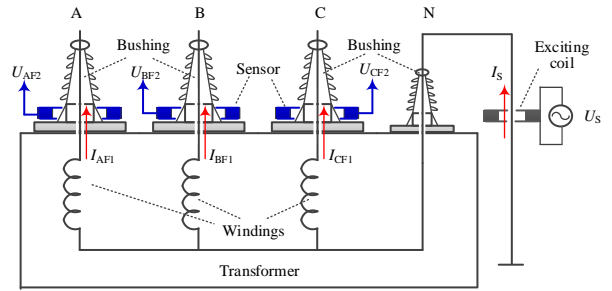 A B C N
Bushing Bushing
Exciting
coil
U_AF2 U_BF2 Sensor U_CF2 I_S
U_S
I_AF1 I_BF1 I_CF1
Windings
Transformer